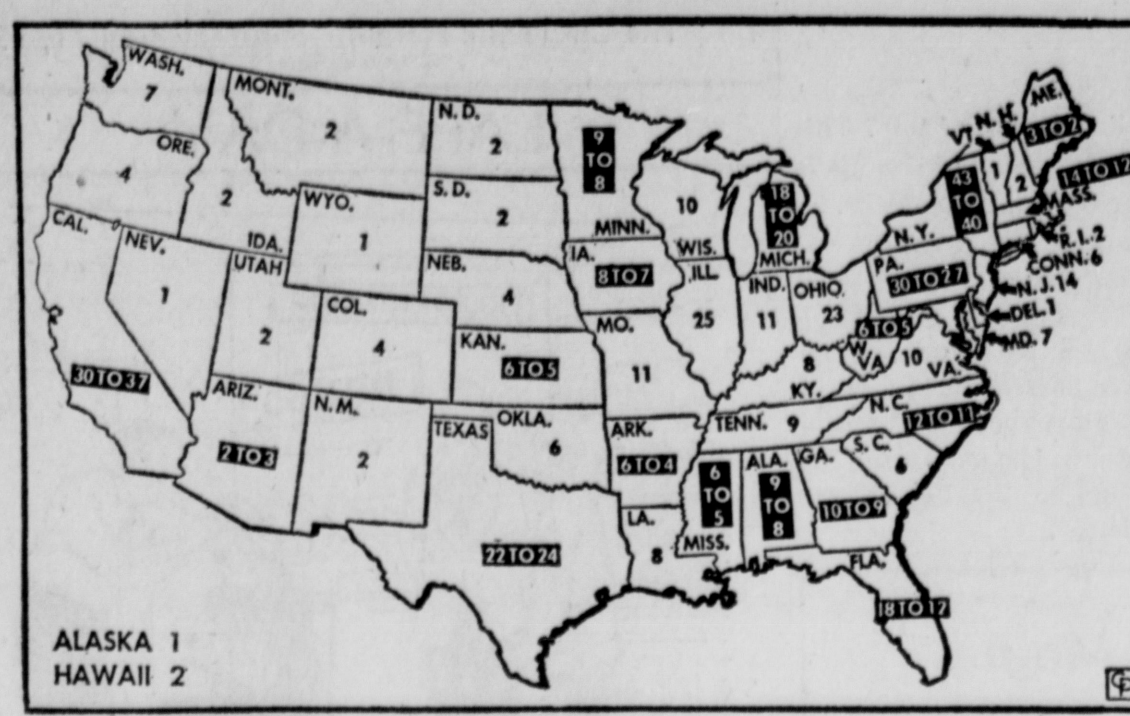 WASH.
7
MONT.
2
N.D.
2
9
TO
8
MINN.
ORE.
4
2
IDA.
WYO.
1
S.D.
2
10
WIS.
18
TO
20
MICH.
VT.
N.H.
1
2
ME.
3 TO 2
14 TO 12
MASS.
43
TO
40
N.Y.
R.I. 2
CONN. 6
N.J. 14
DEL. 1
MD. 7
CAL.
30 TO 37
NEV.
1
UTAH
2
COL.
4
NEB.
4
IA.
8 TO 7
ILL.
25
IND.
11
OHIO
23
PA.
30 TO 27
6 TO 5
W.
VA
10
VA.
KAN.
6 TO 5
MO.
11
8
KY.
ARIZ.
2 TO 3
N.M.
2
TEXAS
22 TO 24
OKLA.
6
ARK.
6 TO 4
TENN. 9
N.C.
12 TO 11
S.C.
6
LA.
8
6
TO
5
MISS.
ALA.
9
TO
8
GA.
10 TO 9
FLA.
ALASKA 1
HAWAII 2